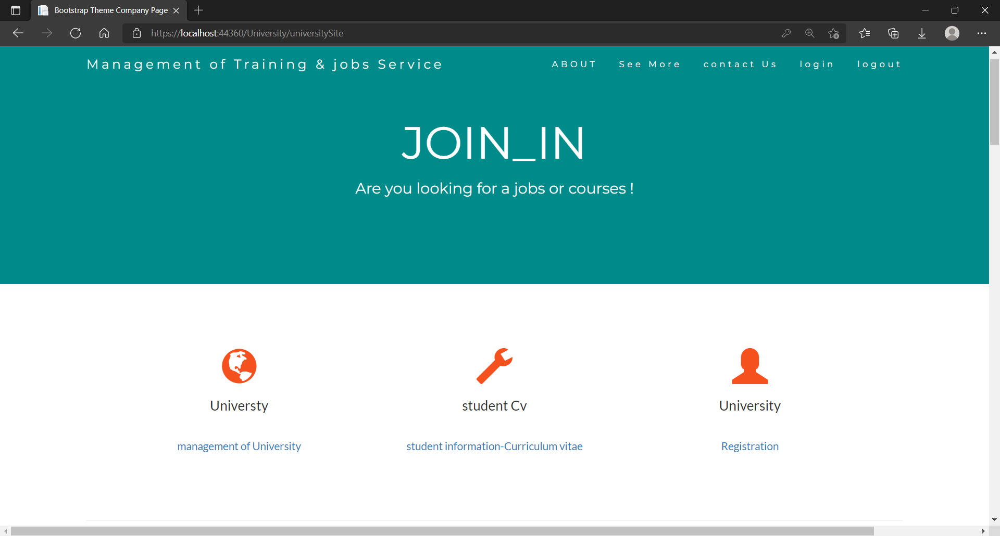 Bootstrap Theme Company Page
https://localhost:44360/University/universitySite
Management of Training & jobs Service
ABOUT See More contact Us login logout
JOIN_IN
Are you looking for a jobs or courses !
Universty student Cv University
management of University student information-Curriculum vitae Registration